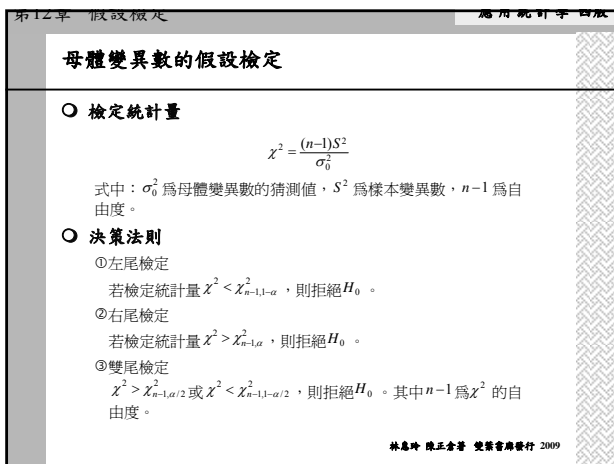 第12章 假設檢定
應用統計學 四版
母體變異數的假設檢定
❍ 檢定統計量
χ² = (n−1)S² / σ₀²
式中：σ₀² 為母體變異數的猜測值，S² 為樣本變異數，n−1 為自
由度。
❍ 決策法則
①左尾檢定
若檢定統計量 χ² < χ²ₙ₋₁,₁₋α ，則拒絕H₀ 。
②右尾檢定
若檢定統計量 χ² > χ²ₙ₋₁,α ，則拒絕H₀ 。
③雙尾檢定
χ² > χ²ₙ₋₁,α/₂ 或 χ² < χ²ₙ₋₁,₁₋α/₂ ，則拒絕H₀ 。其中 n−1 為 χ² 的自
由度。
林惠玲 陳正倉著 雙葉書廊發行 2009